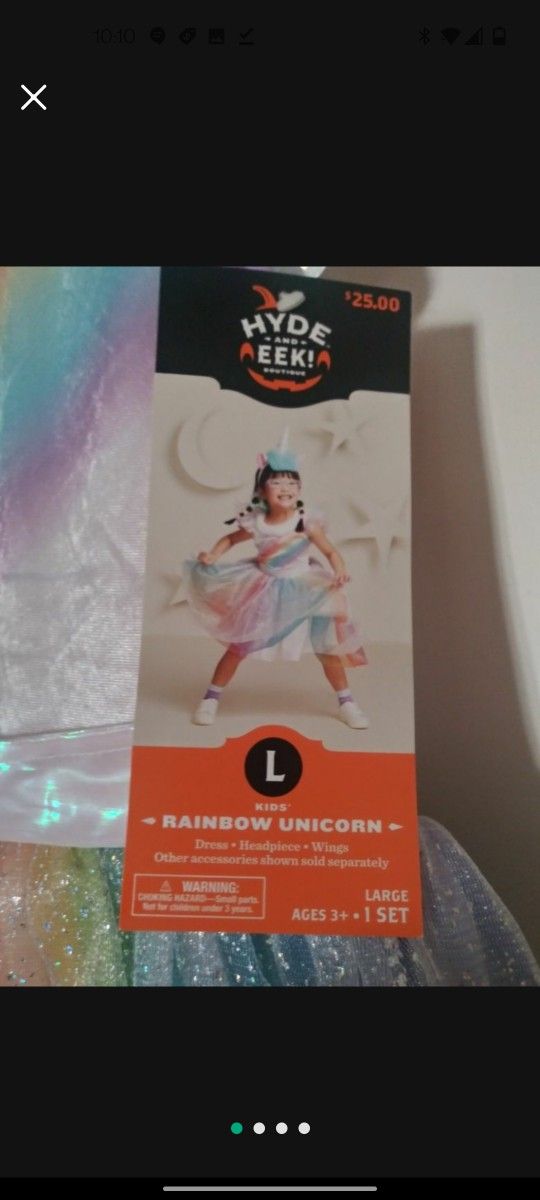 10:10
$25.00
HYDE
AND
EEK!
BOUTIQUE
L
KIDS'
RAINBOW UNICORN
Dress • Headpiece • Wings
Other accessories shown sold separately
⚠ WARNING:
CHOKING HAZARD—Small parts.
Not for children under 3 years.
LARGE
AGES 3+ • 1 SET